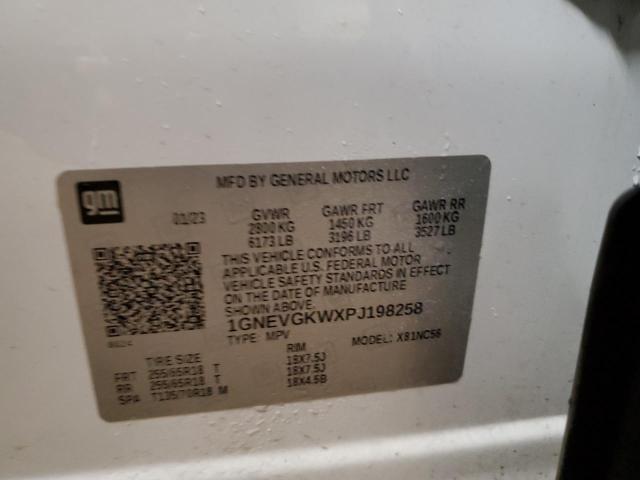 gm
MFD BY GENERAL MOTORS LLC
01/23 GVWR GAWR FRT GAWR RR
2800 KG 1450 KG 1600 KG
6173 LB 3196 LB 3527 LB
THIS VEHICLE CONFORMS TO ALL
APPLICABLE U.S. FEDERAL MOTOR
VEHICLE SAFETY STANDARDS IN EFFECT
ON THE DATE OF MANUFACTURE
SHOWN ABOVE.
1GNEVGKWXPJ198258
TYPE: MPV MODEL: X81NC56
TIRE SIZE RIM
FRT 255/65R18 T 18X7.5J
RR 255/65R18 T 18X7.5J
SPA T135/70R18 M 18X4.5B